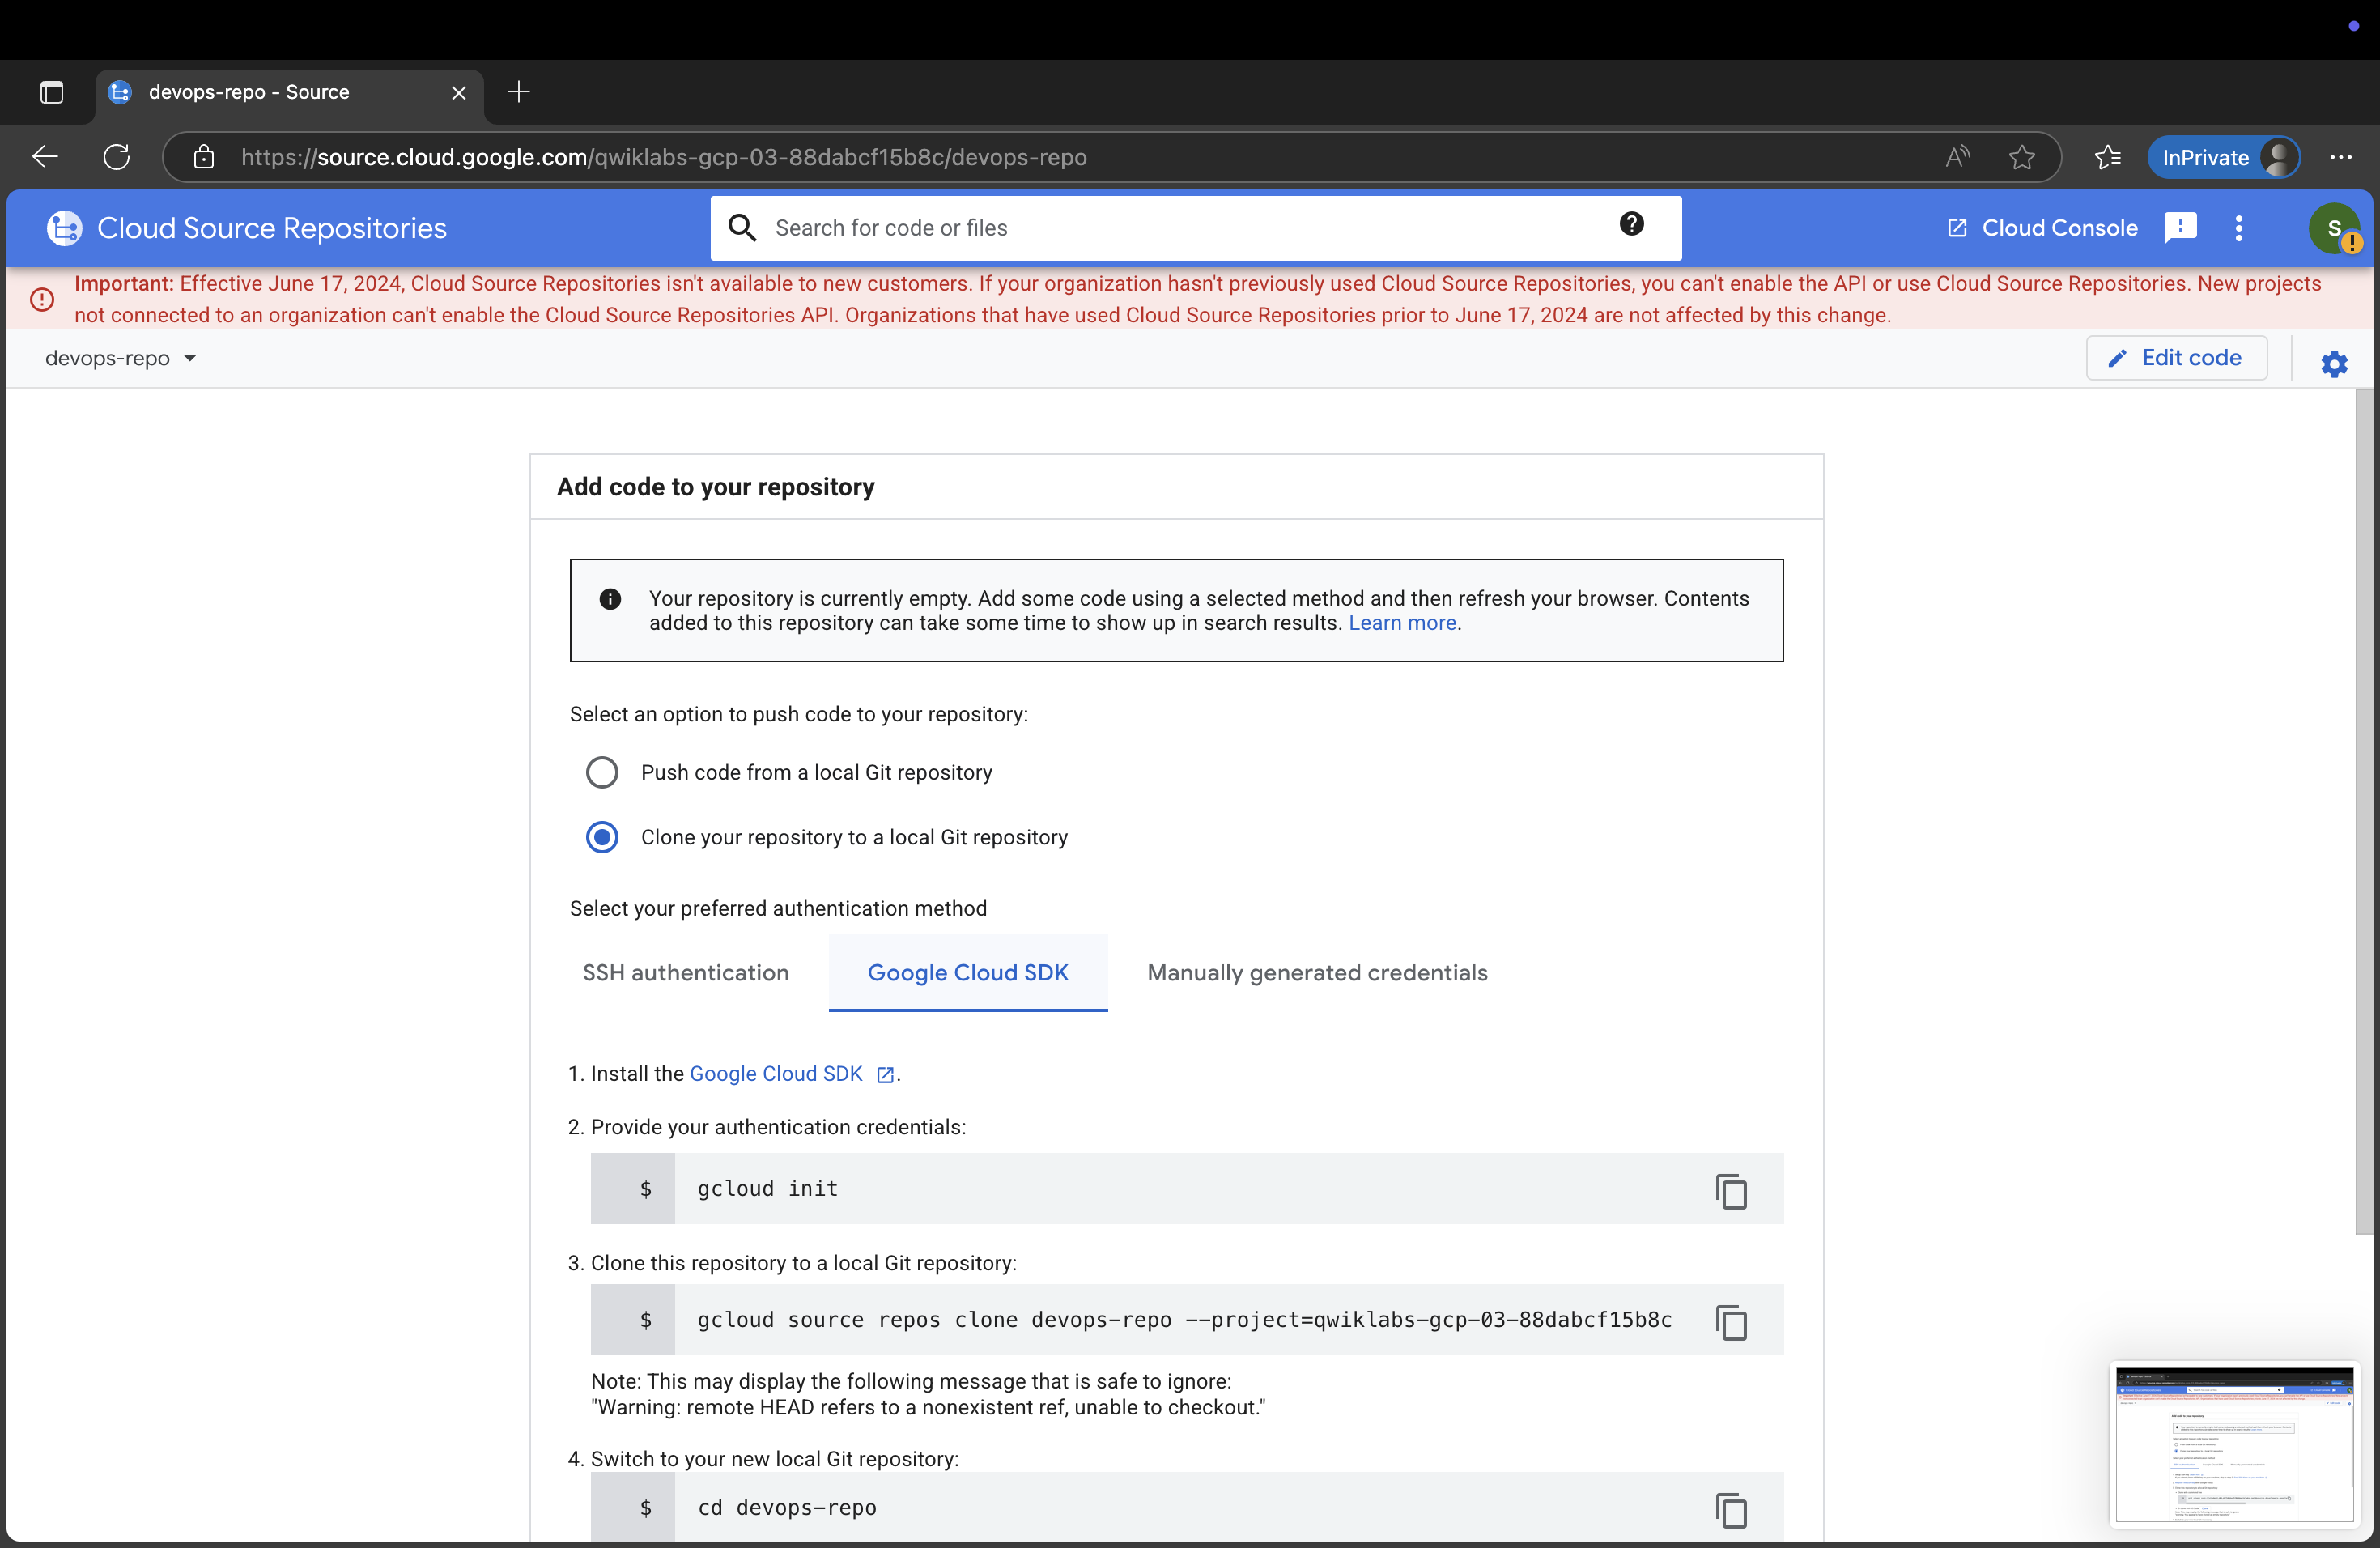 devops-repo - Source
https://source.cloud.google.com/qwiklabs-gcp-03-88dabcf15b8c/devops-repo
InPrivate
Cloud Source Repositories
Search for code or files
Cloud Console
S
Important: Effective June 17, 2024, Cloud Source Repositories isn't available to new customers. If your organization hasn't previously used Cloud Source Repositories, you can't enable the API or use Cloud Source Repositories. New projects
not connected to an organization can't enable the Cloud Source Repositories API. Organizations that have used Cloud Source Repositories prior to June 17, 2024 are not affected by this change.
devops-repo
Edit code
Add code to your repository
Your repository is currently empty. Add some code using a selected method and then refresh your browser. Contents
added to this repository can take some time to show up in search results. Learn more.
Select an option to push code to your repository:
Push code from a local Git repository
Clone your repository to a local Git repository
Select your preferred authentication method
SSH authentication
Google Cloud SDK
Manually generated credentials
1. Install the Google Cloud SDK .
2. Provide your authentication credentials:
$ gcloud init
3. Clone this repository to a local Git repository:
$ gcloud source repos clone devops-repo --project=qwiklabs-gcp-03-88dabcf15b8c
Note: This may display the following message that is safe to ignore:
"Warning: remote HEAD refers to a nonexistent ref, unable to checkout."
4. Switch to your new local Git repository:
$ cd devops-repo